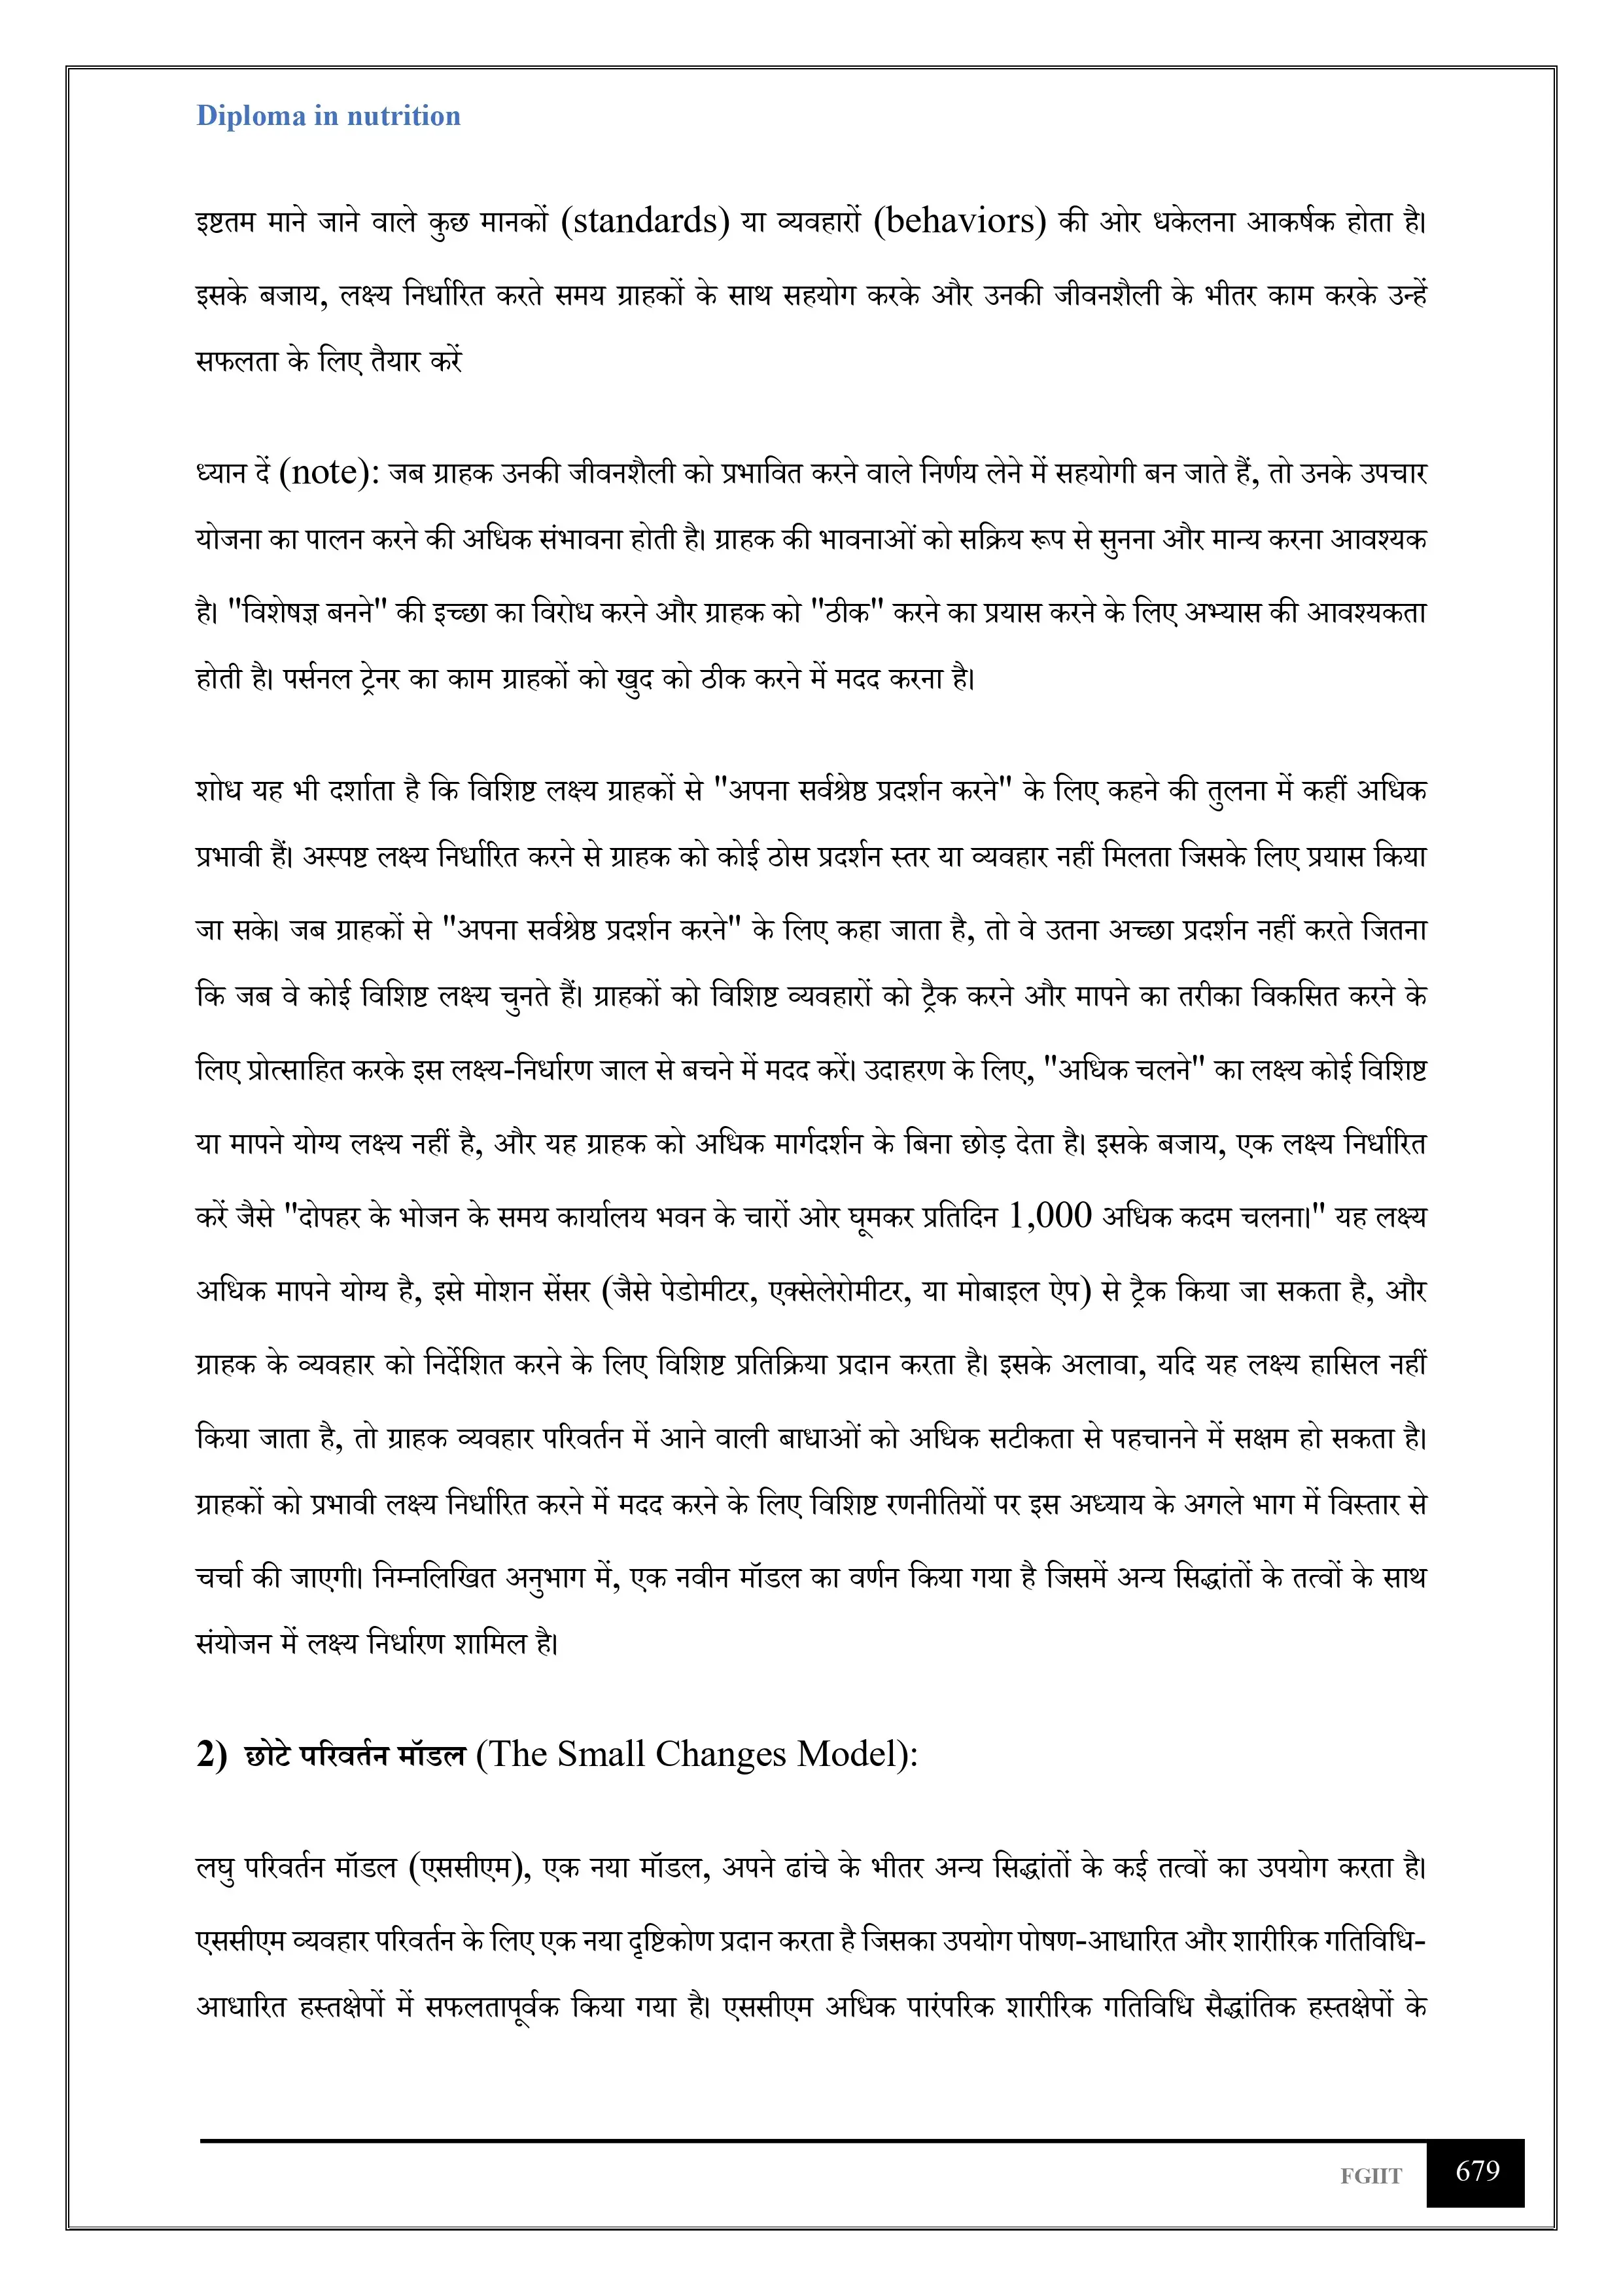 Diploma in nutrition
इष्टतम माने जाने वाले कुछ मानकों (standards) या व्यवहारों (behaviors) की ओर धकेलना आकर्षक होता है।
इसके बजाय, लक्ष्य निर्धारित करते समय ग्राहकों के साथ सहयोग करके और उनकी जीवनशैली के भीतर काम करके उन्हें
सफलता के लिए तैयार करें
ध्यान दें (note): जब ग्राहक उनकी जीवनशैली को प्रभावित करने वाले निर्णय लेने में सहयोगी बन जाते हैं, तो उनके उपचार
योजना का पालन करने की अधिक संभावना होती है। ग्राहक की भावनाओं को सक्रिय रूप से सुनना और मान्य करना आवश्यक
है। "विशेषज्ञ बनने" की इच्छा का विरोध करने और ग्राहक को "ठीक" करने का प्रयास करने के लिए अभ्यास की आवश्यकता
होती है। पर्सनल ट्रेनर का काम ग्राहकों को खुद को ठीक करने में मदद करना है।
शोध यह भी दर्शाता है कि विशिष्ट लक्ष्य ग्राहकों से "अपना सर्वश्रेष्ठ प्रदर्शन करने" के लिए कहने की तुलना में कहीं अधिक
प्रभावी हैं। अस्पष्ट लक्ष्य निर्धारित करने से ग्राहक को कोई ठोस प्रदर्शन स्तर या व्यवहार नहीं मिलता जिसके लिए प्रयास किया
जा सके। जब ग्राहकों से "अपना सर्वश्रेष्ठ प्रदर्शन करने" के लिए कहा जाता है, तो वे उतना अच्छा प्रदर्शन नहीं करते जितना
कि जब वे कोई विशिष्ट लक्ष्य चुनते हैं। ग्राहकों को विशिष्ट व्यवहारों को ट्रैक करने और मापने का तरीका विकसित करने के
लिए प्रोत्साहित करके इस लक्ष्य-निर्धारण जाल से बचने में मदद करें। उदाहरण के लिए, "अधिक चलने" का लक्ष्य कोई विशिष्ट
या मापने योग्य लक्ष्य नहीं है, और यह ग्राहक को अधिक मार्गदर्शन के बिना छोड़ देता है। इसके बजाय, एक लक्ष्य निर्धारित
करें जैसे "दोपहर के भोजन के समय कार्यालय भवन के चारों ओर घूमकर प्रतिदिन 1,000 अधिक कदम चलना।" यह लक्ष्य
अधिक मापने योग्य है, इसे मोशन सेंसर (जैसे पेडोमीटर, एक्सेलेरोमीटर, या मोबाइल ऐप) से ट्रैक किया जा सकता है, और
ग्राहक के व्यवहार को निर्देशित करने के लिए विशिष्ट प्रतिक्रिया प्रदान करता है। इसके अलावा, यदि यह लक्ष्य हासिल नहीं
किया जाता है, तो ग्राहक व्यवहार परिवर्तन में आने वाली बाधाओं को अधिक सटीकता से पहचानने में सक्षम हो सकता है।
ग्राहकों को प्रभावी लक्ष्य निर्धारित करने में मदद करने के लिए विशिष्ट रणनीतियों पर इस अध्याय के अगले भाग में विस्तार से
चर्चा की जाएगी। निम्नलिखित अनुभाग में, एक नवीन मॉडल का वर्णन किया गया है जिसमें अन्य सिद्धांतों के तत्वों के साथ
संयोजन में लक्ष्य निर्धारण शामिल है।
2) छोटे परिवर्तन मॉडल (The Small Changes Model):
लघु परिवर्तन मॉडल (एससीएम), एक नया मॉडल, अपने ढांचे के भीतर अन्य सिद्धांतों के कई तत्वों का उपयोग करता है।
एससीएम व्यवहार परिवर्तन के लिए एक नया दृष्टिकोण प्रदान करता है जिसका उपयोग पोषण-आधारित और शारीरिक गतिविधि-
आधारित हस्तक्षेपों में सफलतापूर्वक किया गया है। एससीएम अधिक पारंपरिक शारीरिक गतिविधि सैद्धांतिक हस्तक्षेपों के
FGIIT 679